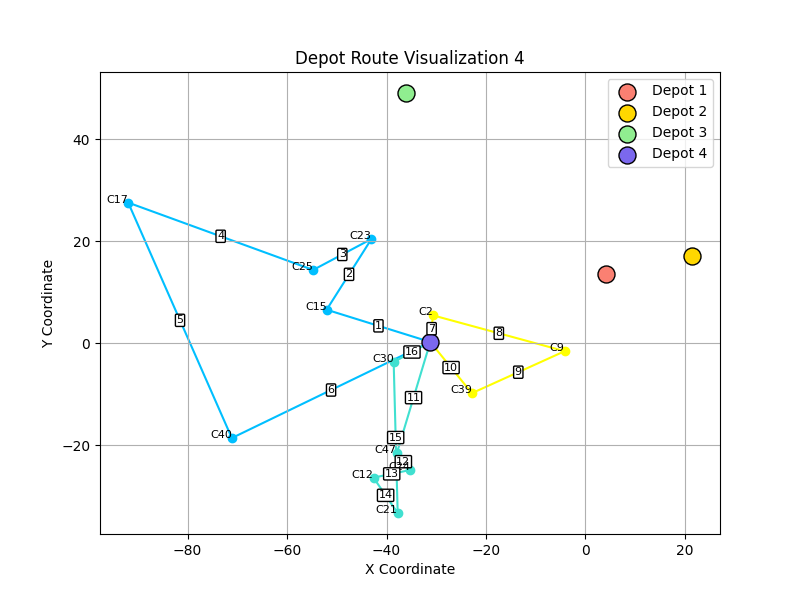 Depot Route Visualization 4
Depot 1
Depot 2
Depot 3
Depot 4
Y Coordinate
40
20
0
−20
C17
4
C23
3
C25
2
5
C15
1
C2
7
8
C9
16
C30
10
9
6
11
C39
C40
15
C47
12
C12
13
14
C21
−80
−60
−40
−20
0
20
X Coordinate